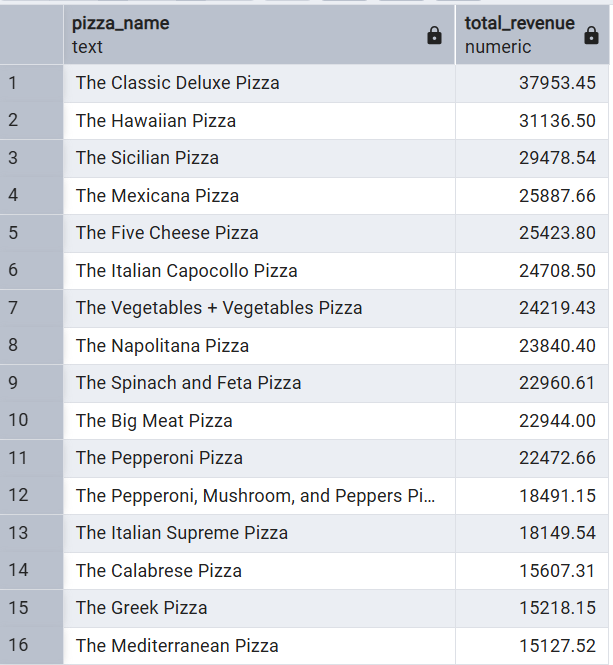 pizza_name total_revenue
text numeric
1 The Classic Deluxe Pizza 37953.45
2 The Hawaiian Pizza 31136.50
3 The Sicilian Pizza 29478.54
4 The Mexicana Pizza 25887.66
5 The Five Cheese Pizza 25423.80
6 The Italian Capocollo Pizza 24708.50
7 The Vegetables + Vegetables Pizza 24219.43
8 The Napolitana Pizza 23840.40
9 The Spinach and Feta Pizza 22960.61
10 The Big Meat Pizza 22944.00
11 The Pepperoni Pizza 22472.66
12 The Pepperoni, Mushroom, and Peppers Pi... 18491.15
13 The Italian Supreme Pizza 18149.54
14 The Calabrese Pizza 15607.31
15 The Greek Pizza 15218.15
16 The Mediterranean Pizza 15127.52